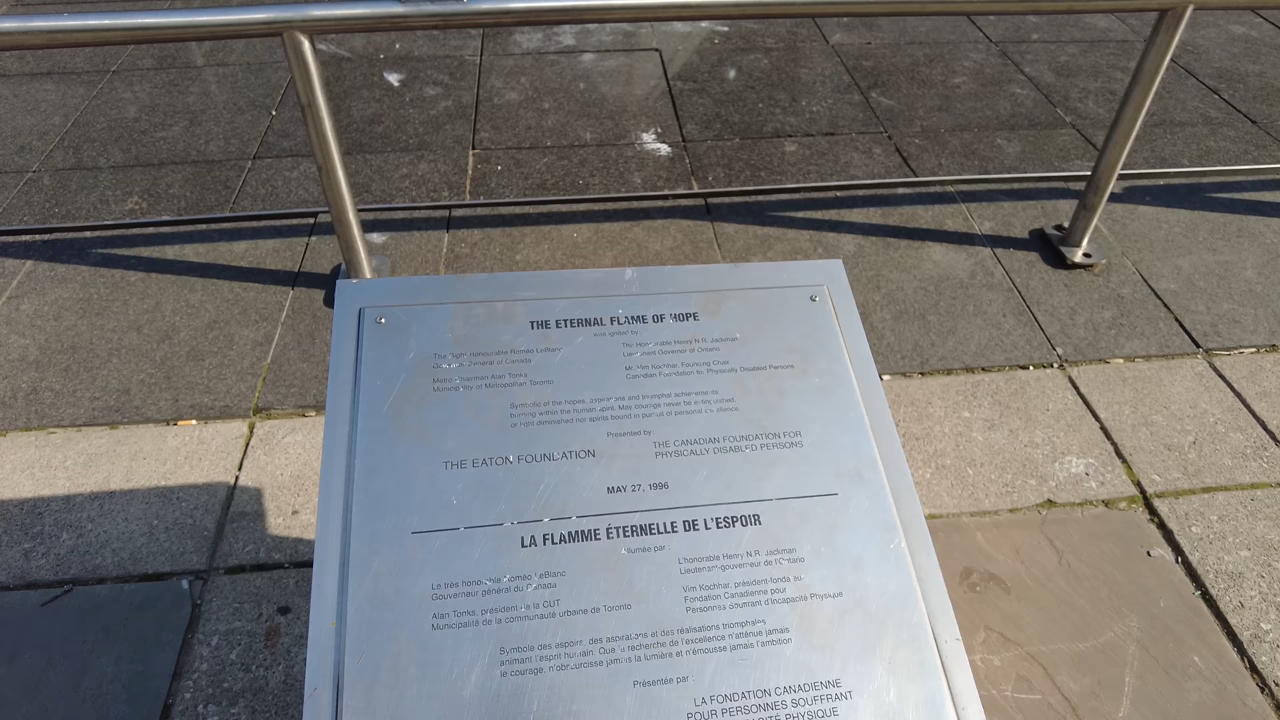 THE ETERNAL FLAME OF HOPE
was ignited by:
The Right Honourable Roméo LeBlanc
Governor General of Canada
The Honourable Henry N.R. Jackman
Lieutenant Governor of Ontario
Metro Chairman Alan Tonks
Municipality of Metropolitan Toronto
Mr. Vim Kochhar, Founding Chair
Canadian Foundation for Physically Disabled Persons
Symbolic of the hopes, aspirations and triumphal achievements
burning within the human spirit. May courage never be extinguished,
or light diminished nor spirits bound in pursuit of personal excellence.
Presented by:
THE EATON FOUNDATION
THE CANADIAN FOUNDATION FOR
PHYSICALLY DISABLED PERSONS
MAY 27, 1996
LA FLAMME ÉTERNELLE DE L'ESPOIR
allumée par :
Le très honorable Roméo LeBlanc
Gouverneur général du Canada
L'honorable Henry N.R. Jackman
Lieutenant-gouverneur de l'Ontario
Alan Tonks, président de la CUT
Municipalité de la communauté urbaine de Toronto
Vim Kochhar, président-fondateur
Fondation Canadienne pour
Personnes Souffrant d'Incapacité Physique
Symbole des espoirs, des aspirations et des réalisations triomphales
animant l'esprit humain. Que la recherche de l'excellence n'atténue jamais
le courage, n'obscurcisse jamais la lumière et n'émousse jamais l'ambition
Présentée par :
LA FONDATION CANADIENNE
POUR PERSONNES SOUFFRANT
PHYSIQUE